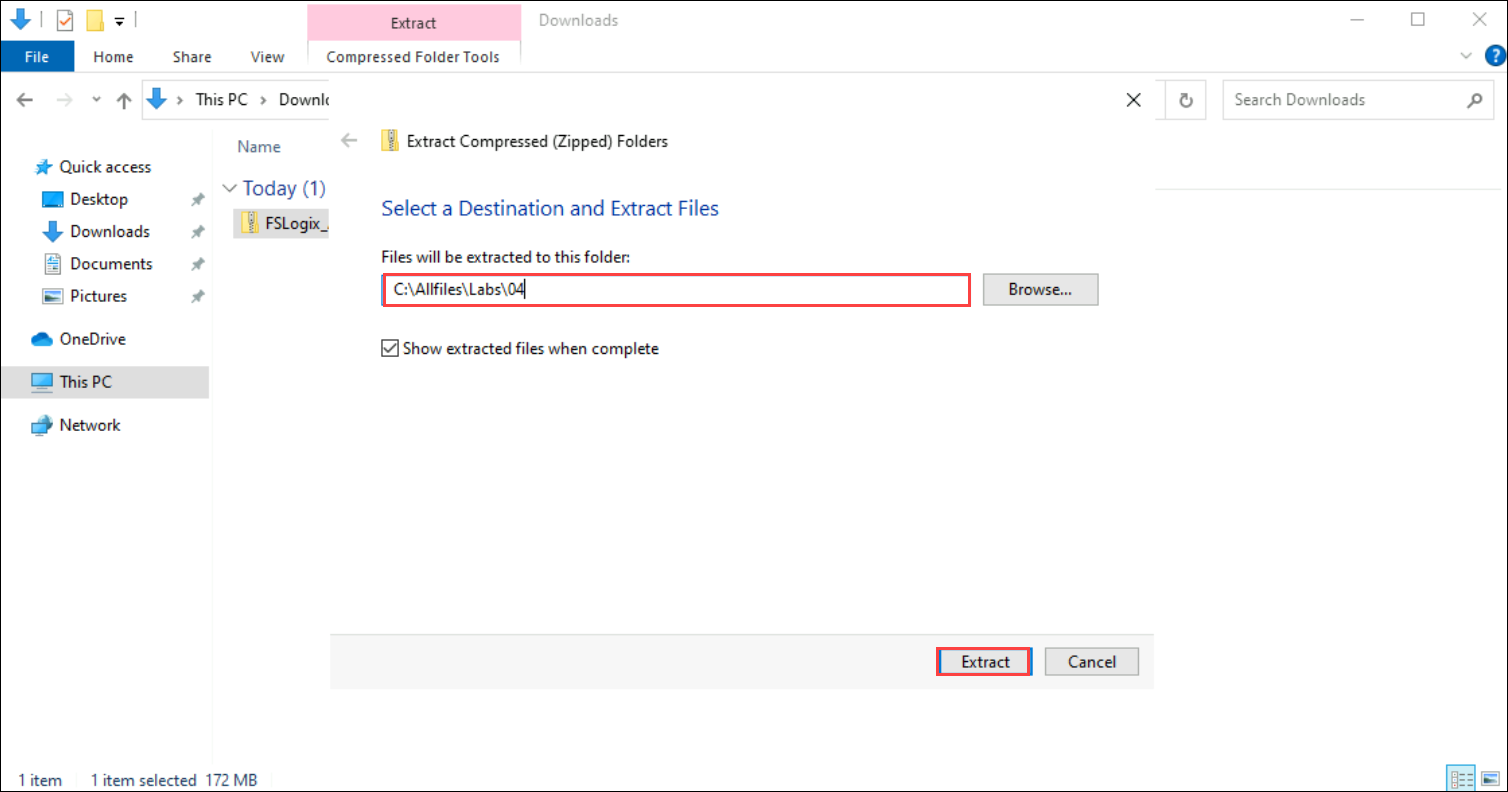 Extract
Downloads
File
Home
Share
View
Compressed Folder Tools
?
This PC
Downlo
Search Downloads
Name
Extract Compressed (Zipped) Folders
Quick access
Today (1)
Desktop
Select a Destination and Extract Files
FSLogix_
Downloads
Files will be extracted to this folder:
Documents
C:\Allfiles\Labs\04
Browse...
Pictures
OneDrive
Show extracted files when complete
This PC
Network
Extract
Cancel
1 item
1 item selected 172 MB